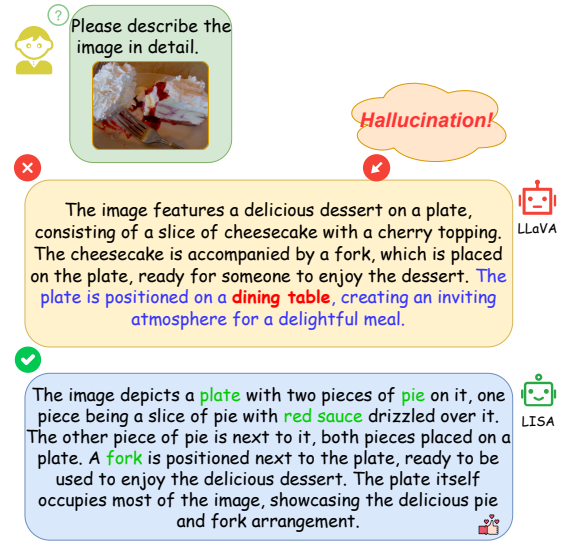 ?
Please describe the
image in detail.
Hallucination!
The image features a delicious dessert on a plate,
consisting of a slice of cheesecake with a cherry topping.
The cheesecake is accompanied by a fork, which is placed
on the plate, ready for someone to enjoy the dessert. The
plate is positioned on a dining table, creating an inviting
atmosphere for a delightful meal.
LLaVA
The image depicts a plate with two pieces of pie on it, one
piece being a slice of pie with red sauce drizzled over it.
The other piece of pie is next to it, both pieces placed on a
plate. A fork is positioned next to the plate, ready to be
used to enjoy the delicious dessert. The plate itself
occupies most of the image, showcasing the delicious pie
and fork arrangement.
LISA